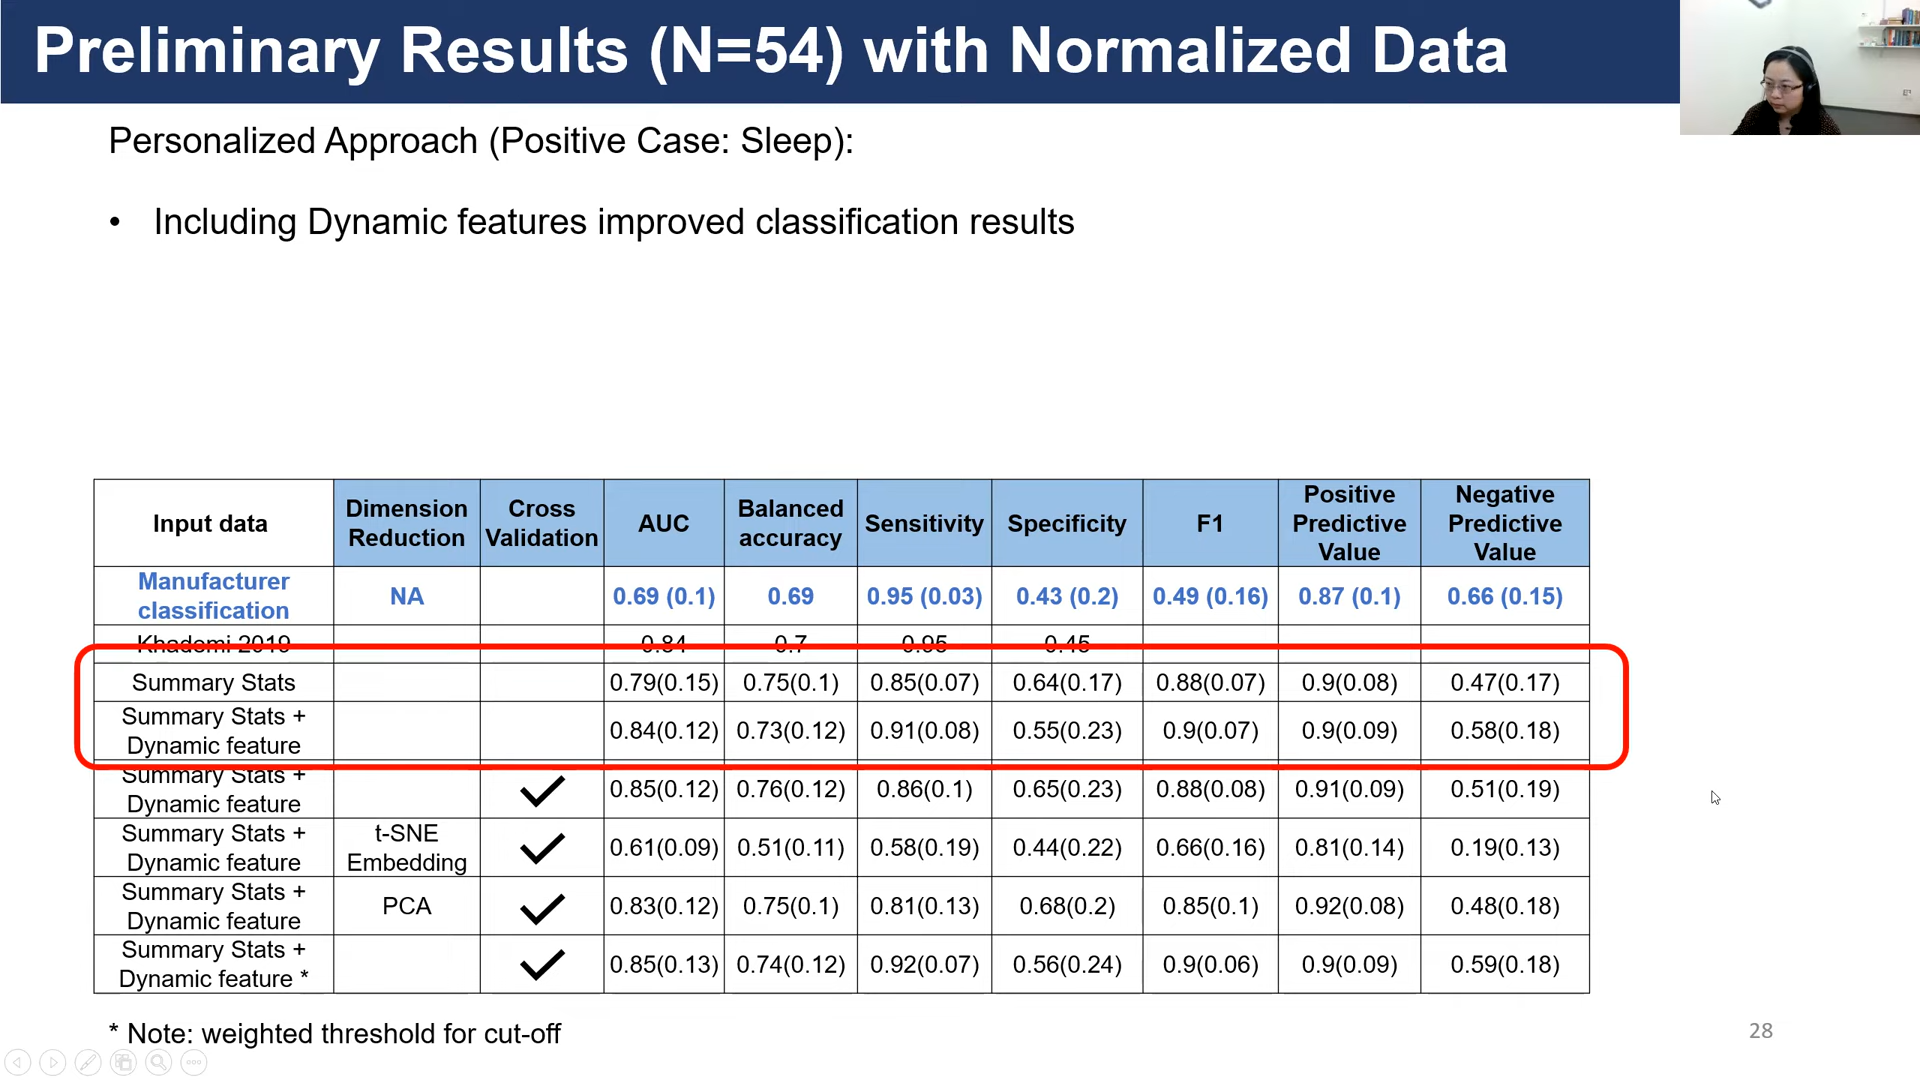 Preliminary Results (N=54) with Normalized Data
Personalized Approach (Positive Case: Sleep):
• Including Dynamic features improved classification results
Input data
Dimension
Reduction
Cross
Validation
AUC
Balanced
accuracy
Sensitivity
Specificity
F1
Positive
Predictive
Value
Negative
Predictive
Value
Manufacturer
classification
NA
0.69 (0.1)
0.69
0.95 (0.03)
0.43 (0.2)
0.49 (0.16)
0.87 (0.1)
0.66 (0.15)
Khademi 2019
0.84
0.7
0.95
0.45
Summary Stats
0.79(0.15)
0.75(0.1)
0.85(0.07)
0.64(0.17)
0.88(0.07)
0.9(0.08)
0.47(0.17)
Summary Stats +
Dynamic feature
0.84(0.12)
0.73(0.12)
0.91(0.08)
0.55(0.23)
0.9(0.07)
0.9(0.09)
0.58(0.18)
Summary Stats +
Dynamic feature
0.85(0.12)
0.76(0.12)
0.86(0.1)
0.65(0.23)
0.88(0.08)
0.91(0.09)
0.51(0.19)
Summary Stats +
Dynamic feature
t-SNE
Embedding
0.61(0.09)
0.51(0.11)
0.58(0.19)
0.44(0.22)
0.66(0.16)
0.81(0.14)
0.19(0.13)
Summary Stats +
Dynamic feature
PCA
0.83(0.12)
0.75(0.1)
0.81(0.13)
0.68(0.2)
0.85(0.1)
0.92(0.08)
0.48(0.18)
Summary Stats +
Dynamic feature *
0.85(0.13)
0.74(0.12)
0.92(0.07)
0.56(0.24)
0.9(0.06)
0.9(0.09)
0.59(0.18)
* Note: weighted threshold for cut-off
28